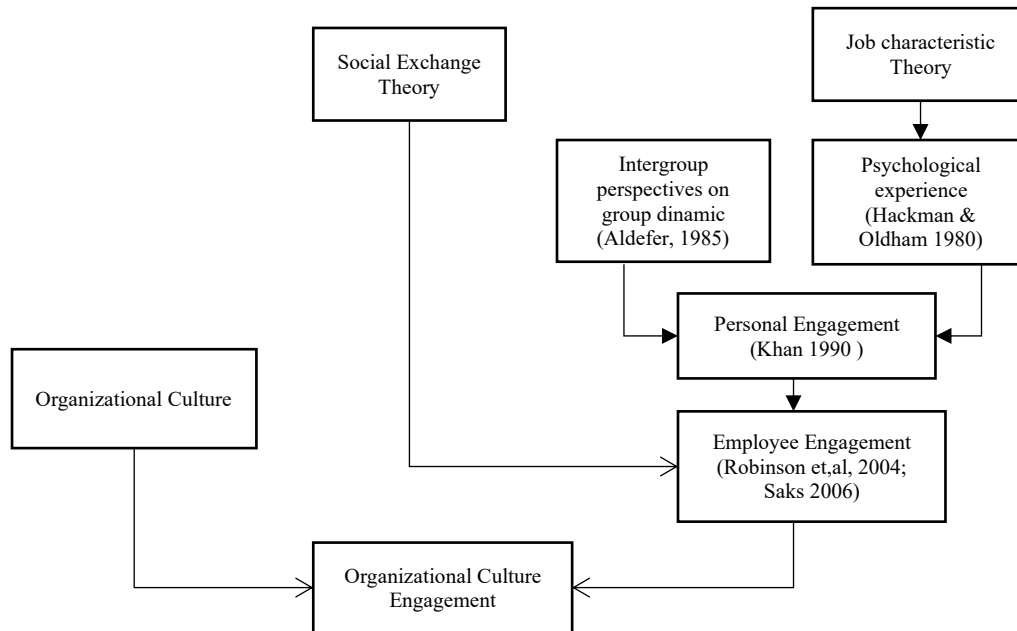 Job characteristic
Theory
Social Exchange
Theory
Intergroup
perspectives on
group dinamic
(Aldefer, 1985)
Psychological
experience
(Hackman &
Oldham 1980)
Personal Engagement
(Khan 1990 )
Organizational Culture
Employee Engagement
(Robinson et,al, 2004;
Saks 2006)
Organizational Culture
Engagement